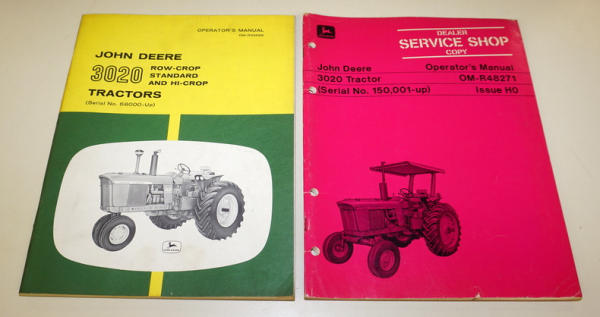 OPERATOR'S MANUAL
JOHN DEERE
3020 ROW-CROP
STANDARD
AND HI-CROP
TRACTORS
(Serial No. 68000-Up)
DEALER
SERVICE SHOP
COPY
John Deere Operator's Manual
3020 Tractor OM-R48271
(Serial No. 150,001-up) Issue H0